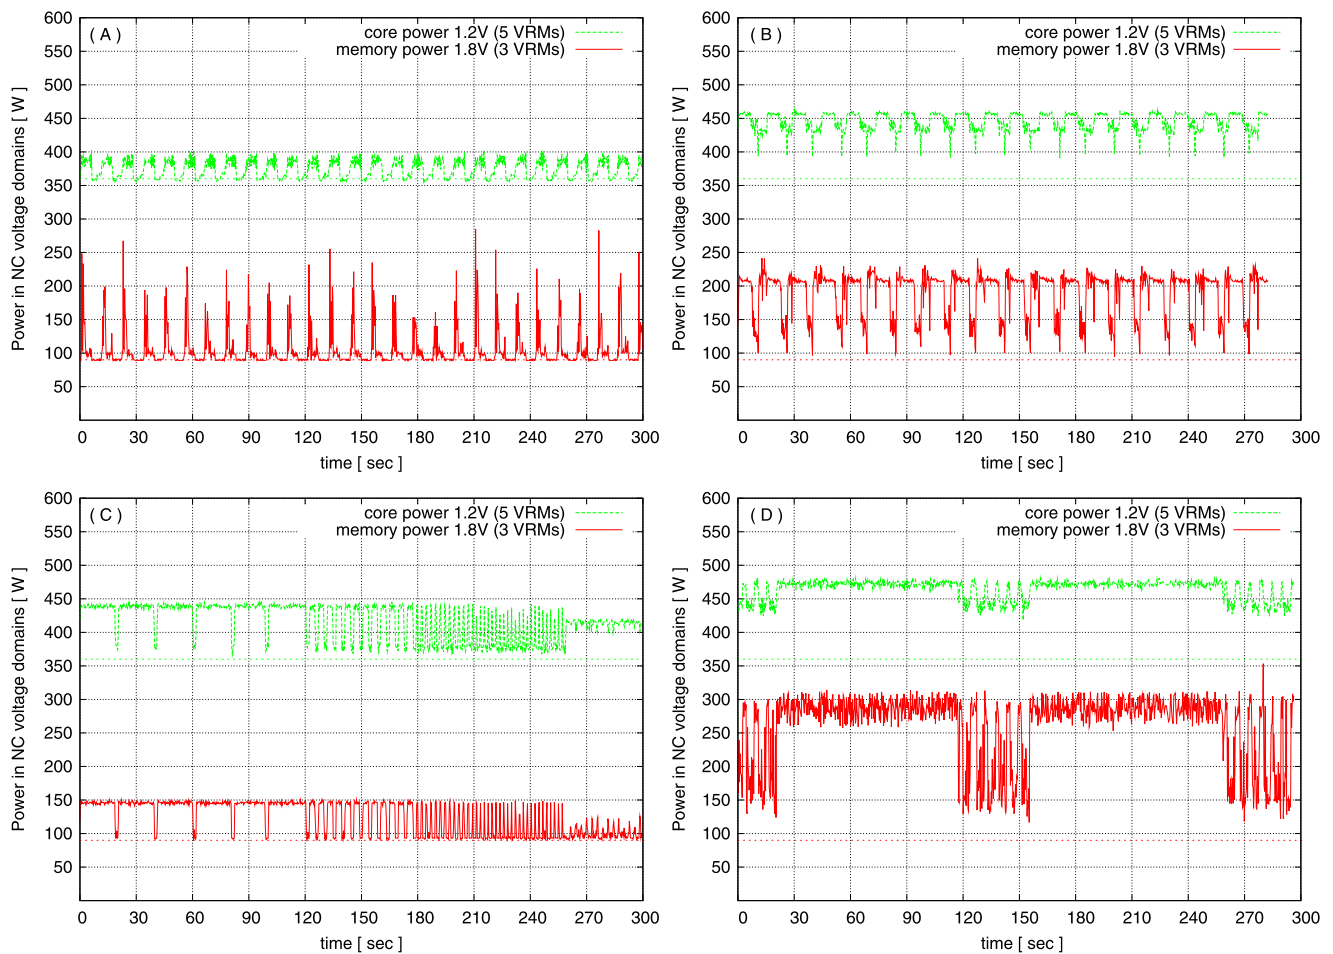 ( A )
core power 1.2V (5 VRMs)
memory power 1.8V (3 VRMs)
Power in NC voltage domains [ W ]
600
550
500
450
400
350
300
250
200
150
100
50
0 30 60 90 120 150 180 210 240 270 300
time [ sec ]
( B )
core power 1.2V (5 VRMs)
memory power 1.8V (3 VRMs)
Power in NC voltage domains [ W ]
600
550
500
450
400
350
300
250
200
150
100
50
0 30 60 90 120 150 180 210 240 270 300
time [ sec ]
( C )
core power 1.2V (5 VRMs)
memory power 1.8V (3 VRMs)
Power in NC voltage domains [ W ]
600
550
500
450
400
350
300
250
200
150
100
50
0 30 60 90 120 150 180 210 240 270 300
time [ sec ]
( D )
core power 1.2V (5 VRMs)
memory power 1.8V (3 VRMs)
Power in NC voltage domains [ W ]
600
550
500
450
400
350
300
250
200
150
100
50
0 30 60 90 120 150 180 210 240 270 300
time [ sec ]